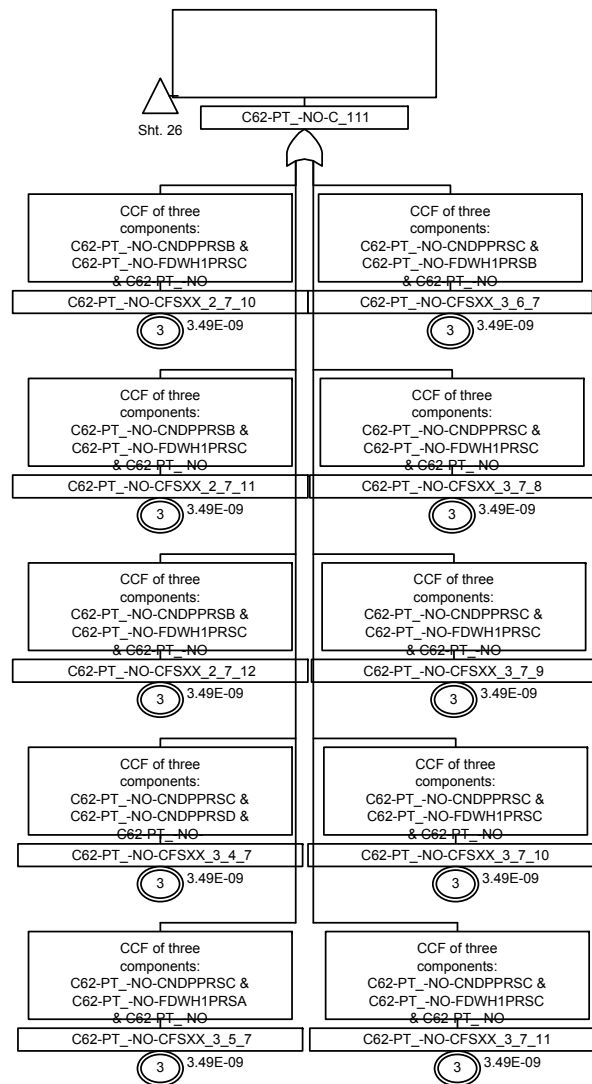 C62-PT_-NO-C_111
Sht. 26
CCF of three
components:
C62-PT_-NO-CNDPPRSB &
C62-PT_-NO-FDWH1PRSC
& C62-PT_-NO
C62-PT_-NO-CFSXX_2_7_10
3
3.49E-09
CCF of three
components:
C62-PT_-NO-CNDPPRSC &
C62-PT_-NO-FDWH1PRSB
& C62-PT_-NO
C62-PT_-NO-CFSXX_3_6_7
3
3.49E-09
CCF of three
components:
C62-PT_-NO-CNDPPRSB &
C62-PT_-NO-FDWH1PRSC
& C62-PT_-NO
C62-PT_-NO-CFSXX_2_7_11
3
3.49E-09
CCF of three
components:
C62-PT_-NO-CNDPPRSC &
C62-PT_-NO-FDWH1PRSC
& C62-PT_-NO
C62-PT_-NO-CFSXX_3_7_8
3
3.49E-09
CCF of three
components:
C62-PT_-NO-CNDPPRSB &
C62-PT_-NO-FDWH1PRSC
& C62-PT_-NO
C62-PT_-NO-CFSXX_2_7_12
3
3.49E-09
CCF of three
components:
C62-PT_-NO-CNDPPRSC &
C62-PT_-NO-FDWH1PRSC
& C62-PT_-NO
C62-PT_-NO-CFSXX_3_7_9
3
3.49E-09
CCF of three
components:
C62-PT_-NO-CNDPPRSC &
C62-PT_-NO-CNDPPRSD &
C62-PT_-NO-
C62-PT_-NO-CFSXX_3_4_7
3
3.49E-09
CCF of three
components:
C62-PT_-NO-CNDPPRSC &
C62-PT_-NO-FDWH1PRSC
& C62-PT_-NO
C62-PT_-NO-CFSXX_3_7_10
3
3.49E-09
CCF of three
components:
C62-PT_-NO-CNDPPRSC &
C62-PT_-NO-FDWH1PRSA
& C62-PT_-NO
C62-PT_-NO-CFSXX_3_5_7
3
3.49E-09
CCF of three
components:
C62-PT_-NO-CNDPPRSC &
C62-PT_-NO-FDWH1PRSC
& C62-PT_-NO
C62-PT_-NO-CFSXX_3_7_11
3
3.49E-09